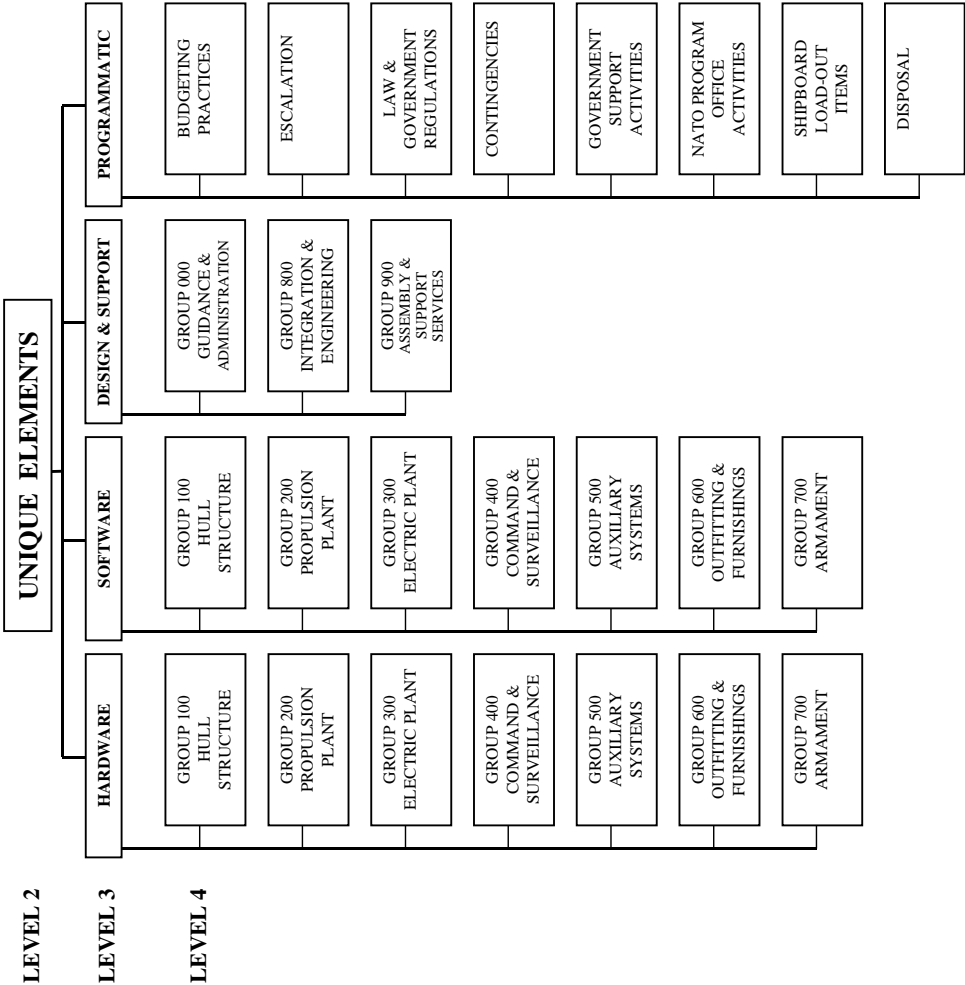 UNIQUE ELEMENTS
LEVEL 2
LEVEL 3
LEVEL 4
HARDWARE
GROUP 100
HULL
STRUCTURE
GROUP 200
PROPULSION
PLANT
GROUP 300
ELECTRIC PLANT
GROUP 400
COMMAND &
SURVEILLANCE
GROUP 500
AUXILIARY
SYSTEMS
GROUP 600
OUTFITTING &
FURNISHINGS
GROUP 700
ARMAMENT
SOFTWARE
GROUP 100
HULL
STRUCTURE
GROUP 200
PROPULSION
PLANT
GROUP 300
ELECTRIC PLANT
GROUP 400
COMMAND &
SURVEILLANCE
GROUP 500
AUXILIARY
SYSTEMS
GROUP 600
OUTFITTING &
FURNISHINGS
GROUP 700
ARMAMENT
DESIGN & SUPPORT
GROUP 000
GUIDANCE &
ADMINISTRATION
GROUP 800
INTEGRATION &
ENGINEERING
GROUP 900
ASSEMBLY &
SUPPORT
SERVICES
PROGRAMMATIC
BUDGETING
PRACTICES
ESCALATION
LAW &
GOVERNMENT
REGULATIONS
CONTINGENCIES
GOVERNMENT
SUPPORT
ACTIVITIES
NATO PROGRAM
OFFICE
ACTIVITIES
SHIPBOARD
LOAD-OUT
ITEMS
DISPOSAL